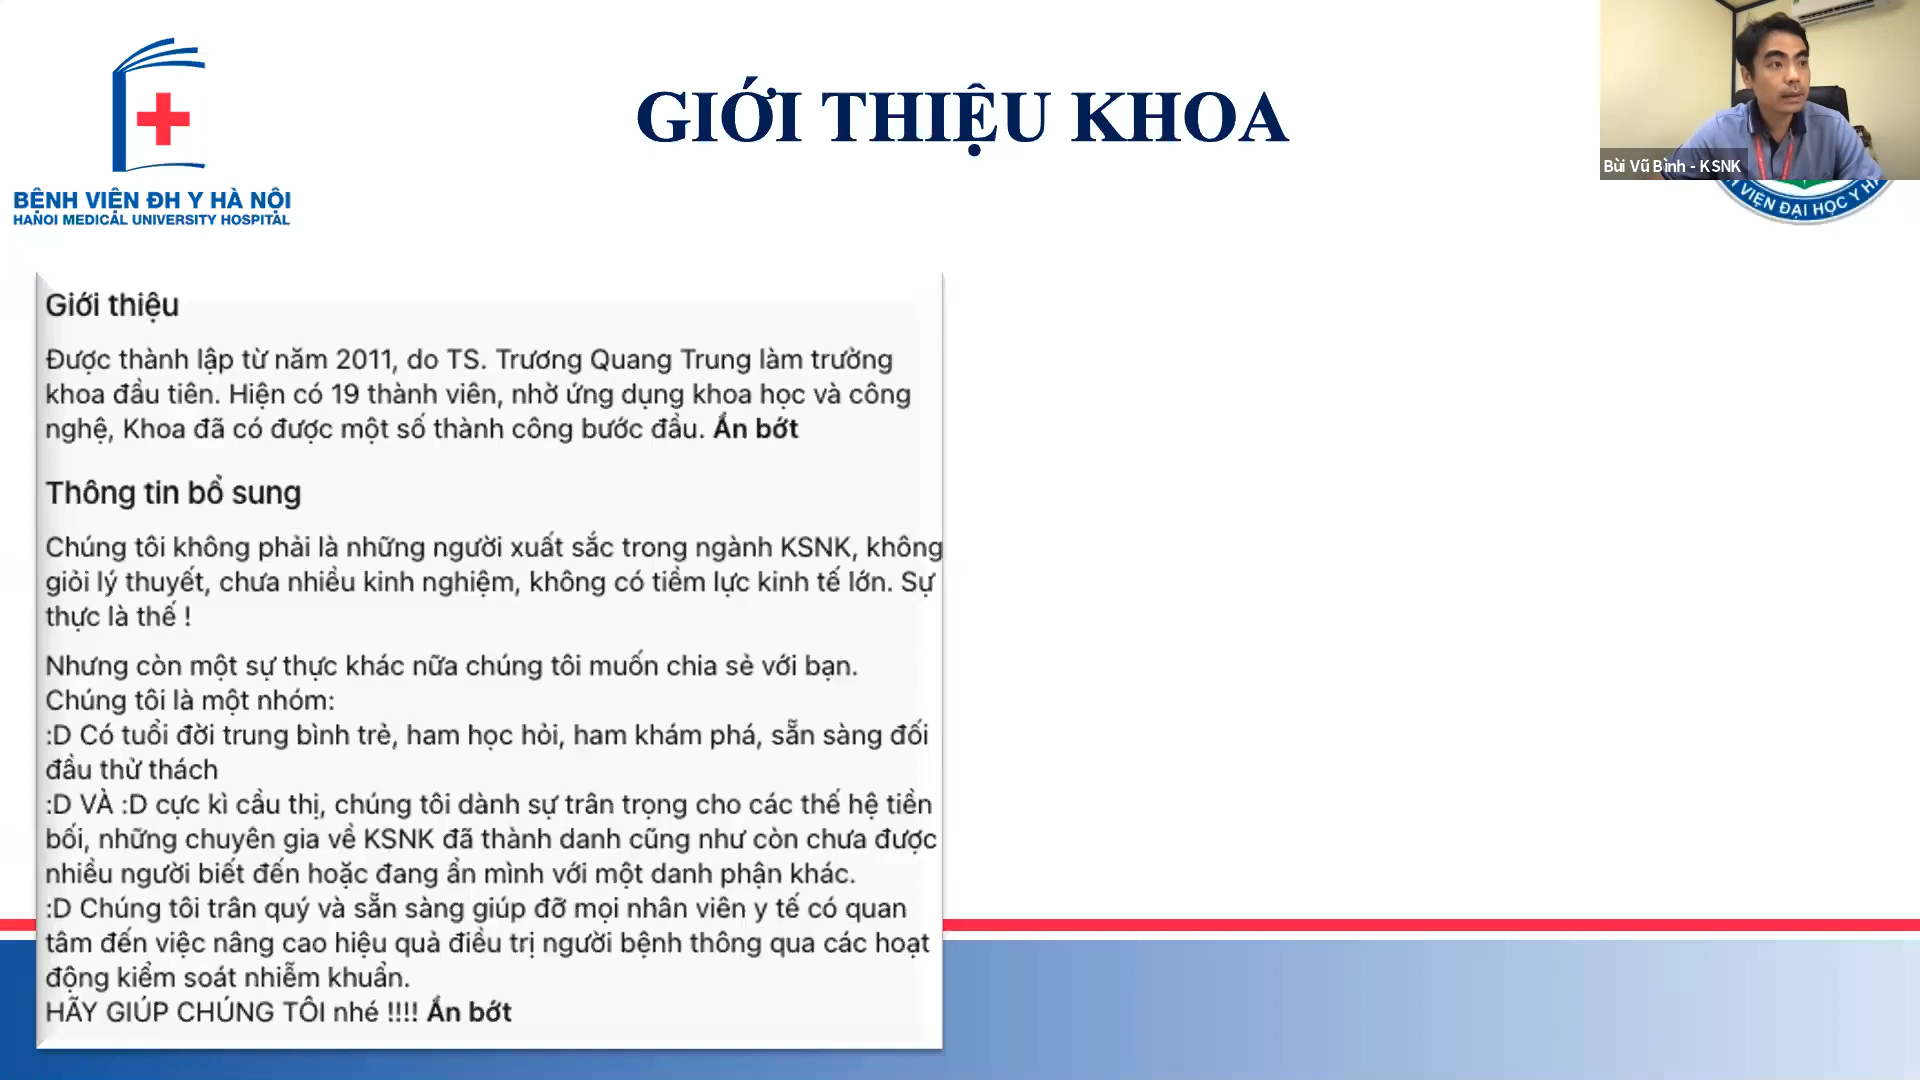 GIỚI THIỆU KHOA
BỆNH VIỆN ĐH Y HÀ NỘI
HANOI MEDICAL UNIVERSITY HOSPITAL
Bùi Vũ Bình - KSNK
VIỆN ĐẠI HỌC Y
Giới thiệu
Được thành lập từ năm 2011, do TS. Trương Quang Trung làm trưởng
khoa đầu tiên. Hiện có 19 thành viên, nhờ ứng dụng khoa học và công
nghệ, Khoa đã có được một số thành công bước đầu. Ẩn bớt
Thông tin bổ sung
Chúng tôi không phải là những người xuất sắc trong ngành KSNK, không
giỏi lý thuyết, chưa nhiều kinh nghiệm, không có tiềm lực kinh tế lớn. Sự
thực là thế !
Nhưng còn một sự thực khác nữa chúng tôi muốn chia sẻ với bạn.
Chúng tôi là một nhóm:
:D Có tuổi đời trung bình trẻ, ham học hỏi, ham khám phá, sẵn sàng đối
đầu thử thách
:D VÀ :D cực kì cầu thị, chúng tôi dành sự trân trọng cho các thế hệ tiền
bối, những chuyên gia về KSNK đã thành danh cũng như còn chưa được
nhiều người biết đến hoặc đang ẩn mình với một danh phận khác.
:D Chúng tôi trân quý và sẵn sàng giúp đỡ mọi nhân viên y tế có quan
tâm đến việc nâng cao hiệu quả điều trị người bệnh thông qua các hoạt
động kiểm soát nhiễm khuẩn.
HÃY GIÚP CHÚNG TÔI nhé !!!! Ẩn bớt